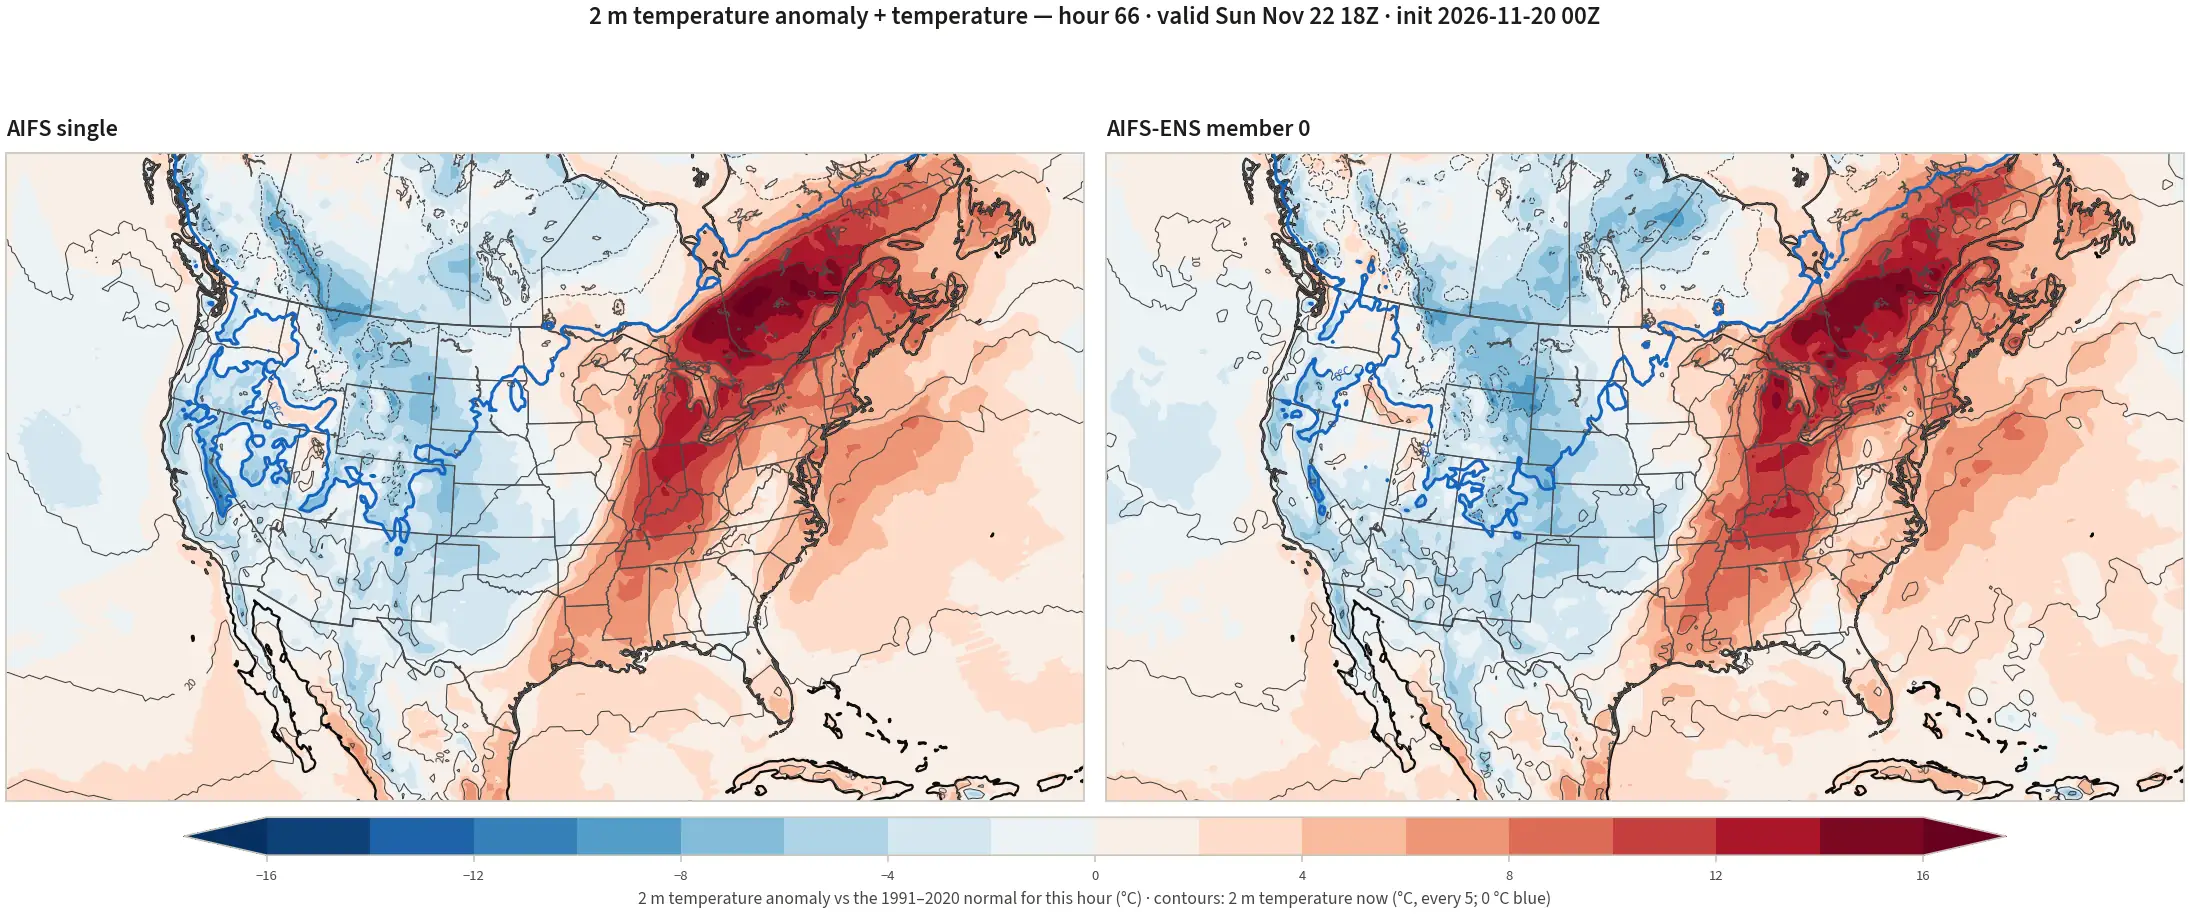 2 m temperature anomaly + temperature — hour 66 · valid Sun Nov 22 18Z · init 2026-11-20 00Z
AIFS single
AIFS-ENS member 0
20
−16 −12 −8 −4 0 4 8 12 16
2 m temperature anomaly vs the 1991–2020 normal for this hour (°C) · contours: 2 m temperature now (°C, every 5; 0 °C blue)